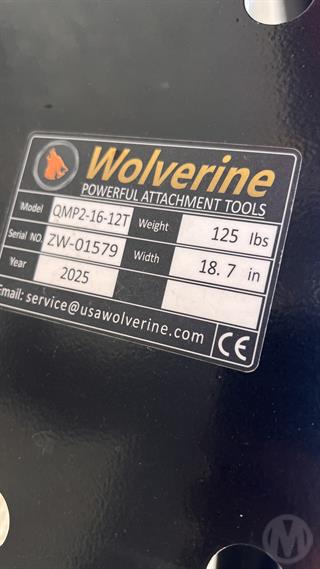 Wolverine
POWERFUL ATTACHMENT TOOLS
Model QMP2-16-12T Weight 125 lbs
Serial NO. ZW-01579 Width 18.7 in
Year 2025
Email: service@usawolverine.com CE
M